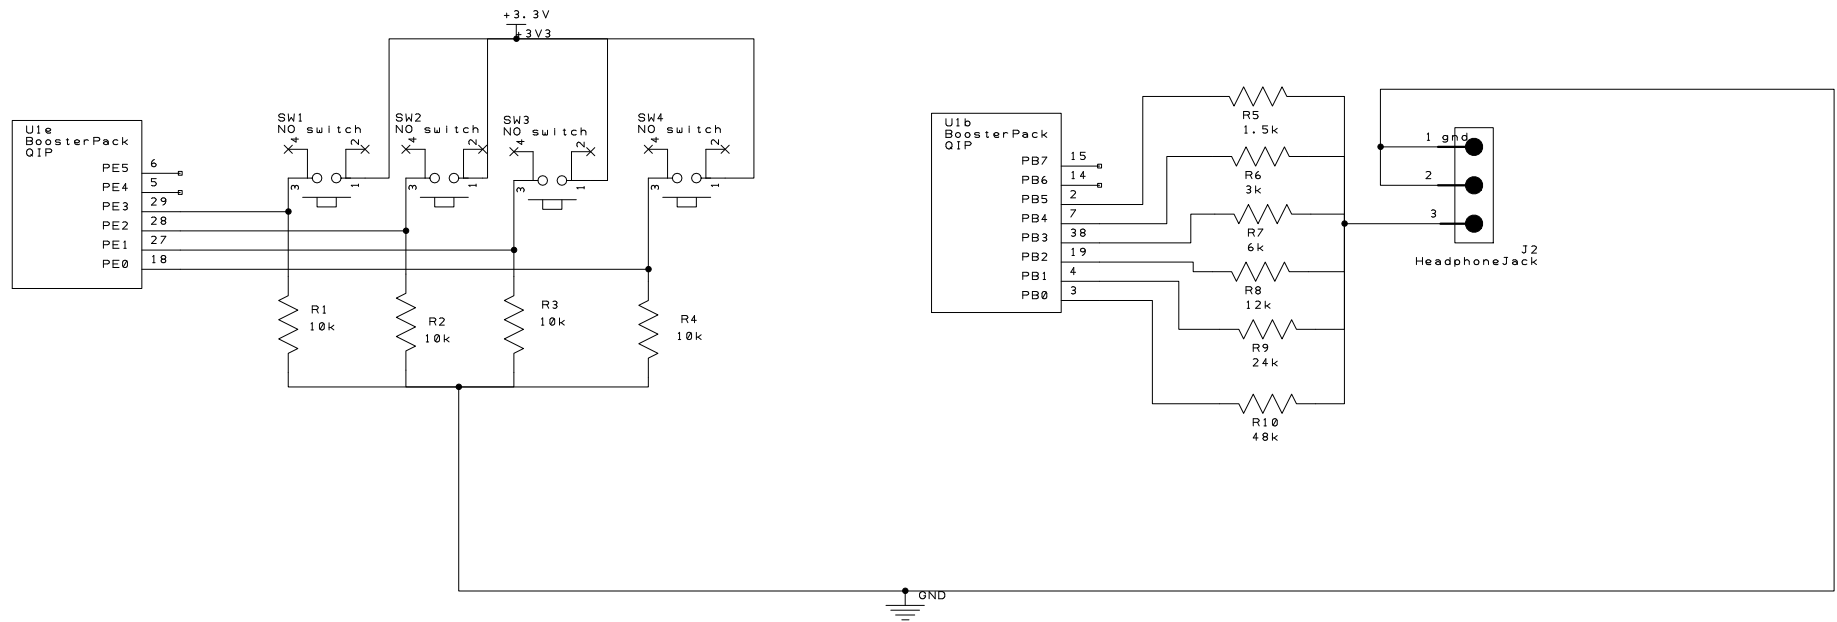 +3.3V
+3V3
SW1
NO switch
4
2
3
1
SW2
NO switch
4
2
3
1
SW3
NO switch
4
2
3
1
SW4
NO switch
4
2
3
1
U1e
BoosterPack
QIP
PE5 6
PE4 5
PE3 29
PE2 28
PE1 27
PE0 18
R1
10k
R2
10k
R3
10k
R4
10k
U1b
BoosterPack
QIP
PB7 15
PB6 14
PB5 2
PB4 7
PB3 38
PB2 19
PB1 4
PB0 3
R5
1.5k
R6
3k
R7
6k
R8
12k
R9
24k
R10
48k
1 gnd
2
3
J2
HeadphoneJack
GND